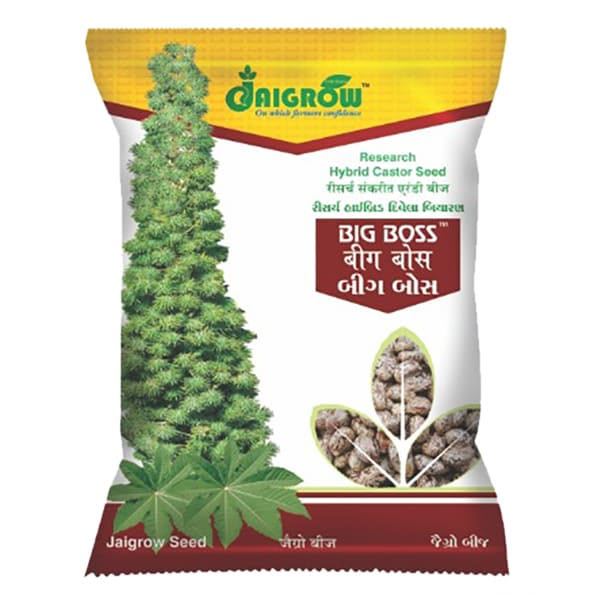 JAIGROW™
On which farmers confidence
Research
Hybrid Castor Seed
रीसर्च संकरीत एरंडी बीज
રીસર્ચ હાઈબ્રિડ દિવેલા બિયારણ
BIG BOSS™
बीग बोस
બીગ બોસ
Jaigrow Seed जैग्रो बीज જૈગ્રો બીજ